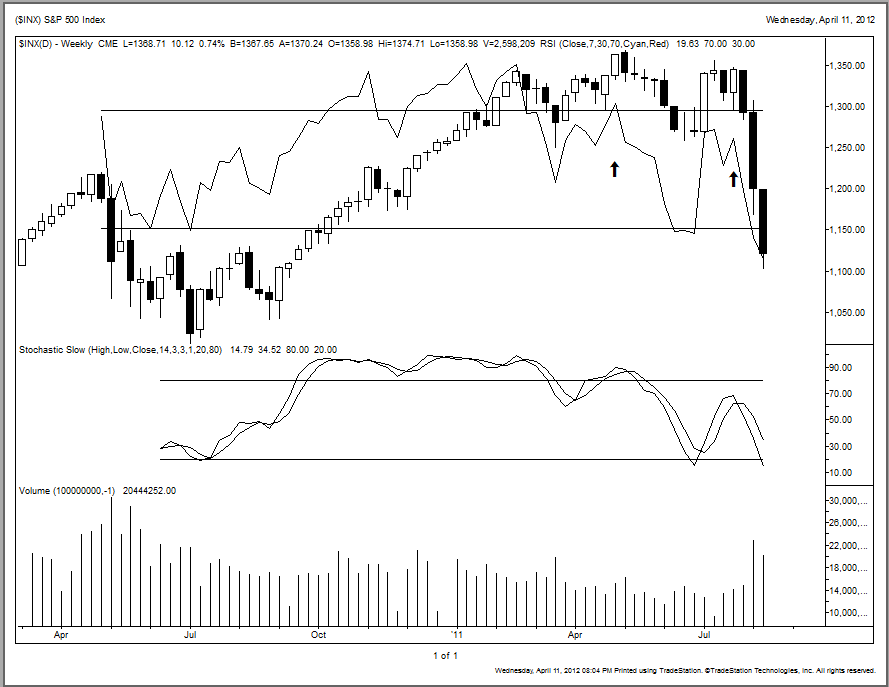 ($INX) S&P 500 Index
Wednesday, April 11, 2012
$INX(D) - Weekly CME L=1368.71 10.12 0.74% B=1367.65 A=1370.24 O=1358.98 Hi=1374.71 Lo=1358.98 V=2,598,209 RSI (Close,7,30,70,Cyan,Red) 19.63 70.00 30.00
1,350.00
1,300.00
1,250.00
1,200.00
1,150.00
1,100.00
1,050.00
Stochastic Slow (High,Low,Close,14,3,3,1,20,80) 14.79 34.52 80.00 20.00
90.00
70.00
50.00
30.00
10.00
Volume (100000000,-1) 20444252.00
30,000,...
26,000,...
22,000,...
18,000,...
14,000,...
10,000,...
Apr Jul Oct '11 Apr Jul
1 of 1
Wednesday, April 11, 2012 08:04 PM Printed using TradeStation. ©TradeStation Technologies, Inc. All rights reserved.